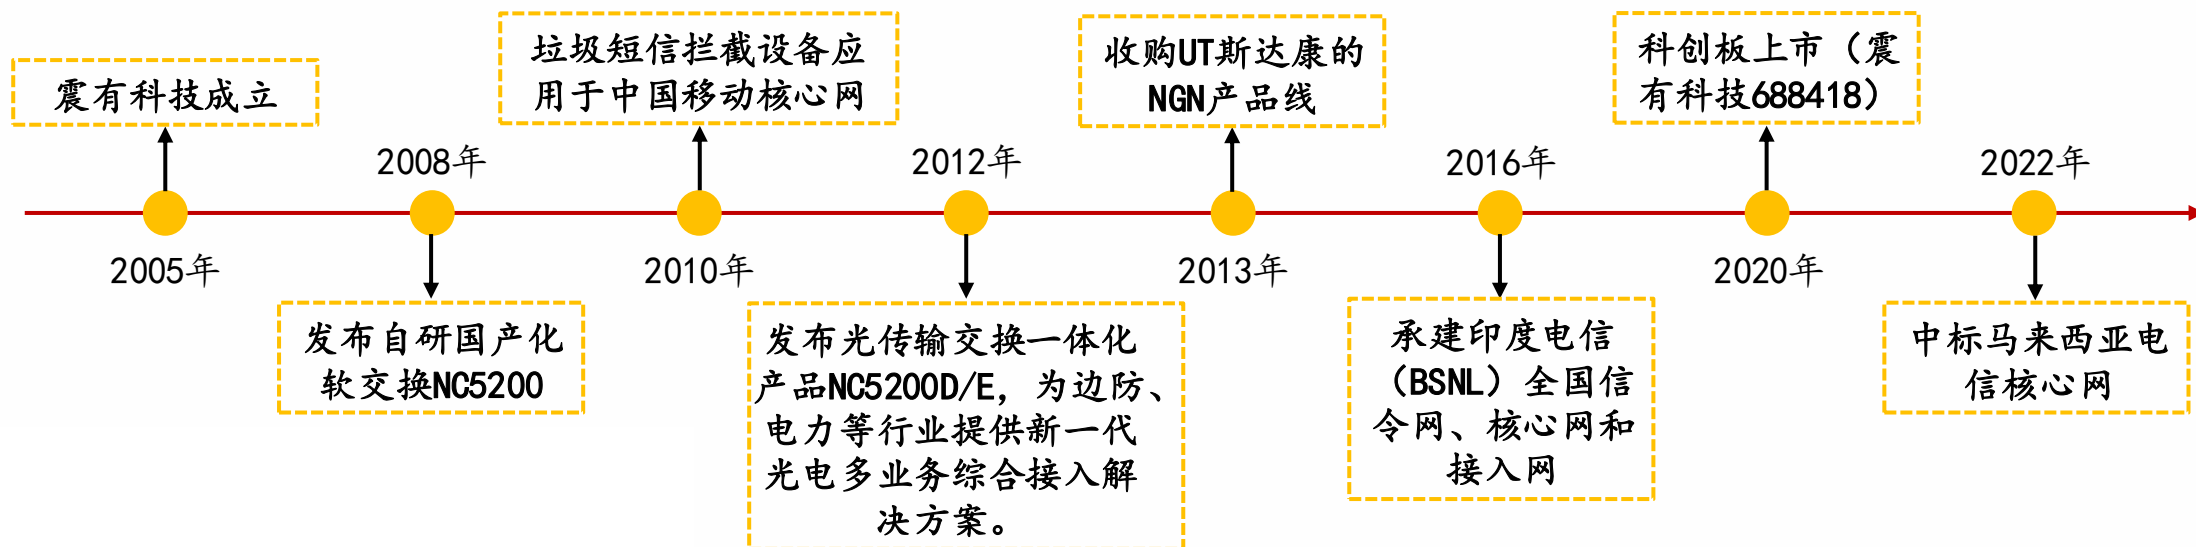 震有科技成立
2005年
2008年
发布自研国产化
软交换NC5200
垃圾短信拦截设备应
用于中国移动核心网
2010年
2012年
发布光传输交换一体化
产品NC5200D/E，为边防、
电力等行业提供新一代
光电多业务综合接入解
决方案。
收购UT斯达康的
NGN产品线
2013年
2016年
承建印度电信
（BSNL）全国信
令网、核心网和
接入网
科创板上市（震
有科技688418）
2020年
2022年
中标马来西亚电
信核心网